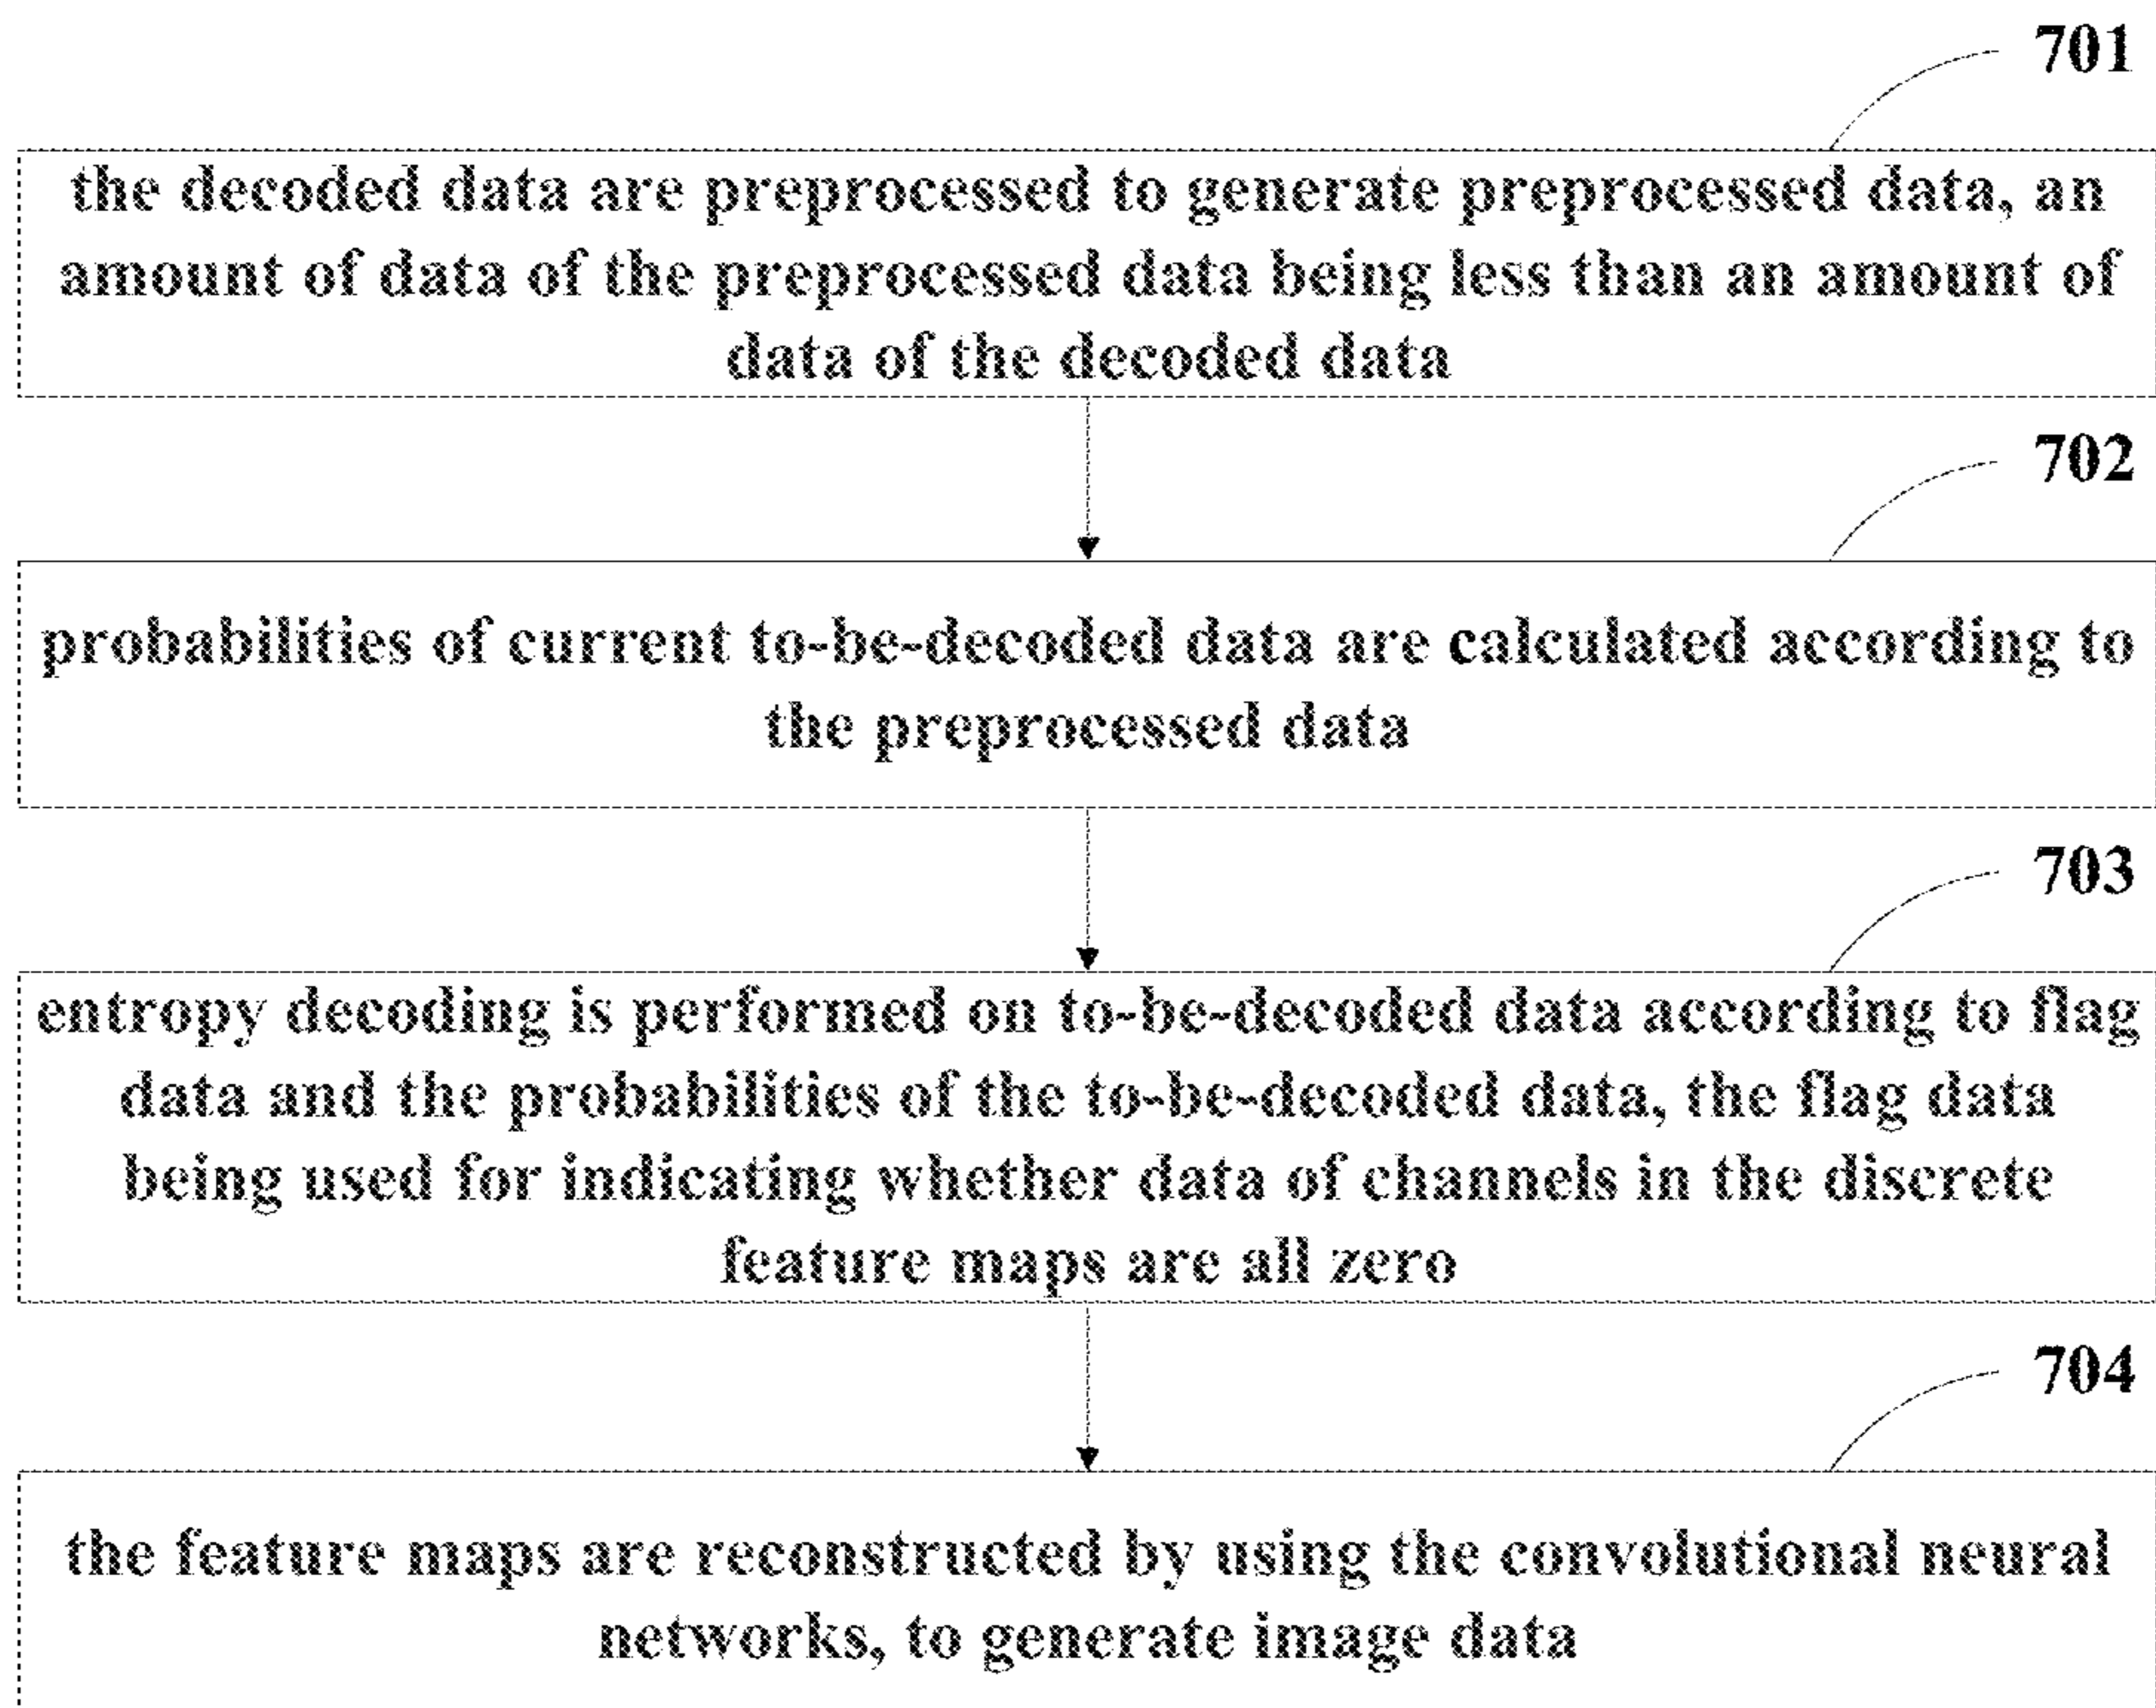 701
the decoded data are preprocessed to generate preprocessed data, an
amount of data of the preprocessed data being less than an amount of
data of the decoded data
702
probabilities of current to-be-decoded data are calculated according to
the preprocessed data
703
entropy decoding is performed on to-be-decoded data according to flag
data and the probabilities of the to-be-decoded data, the flag data
being used for indicating whether data of channels in the discrete
feature maps are all zero
704
the feature maps are reconstructed by using the convolutional neural
networks, to generate image data